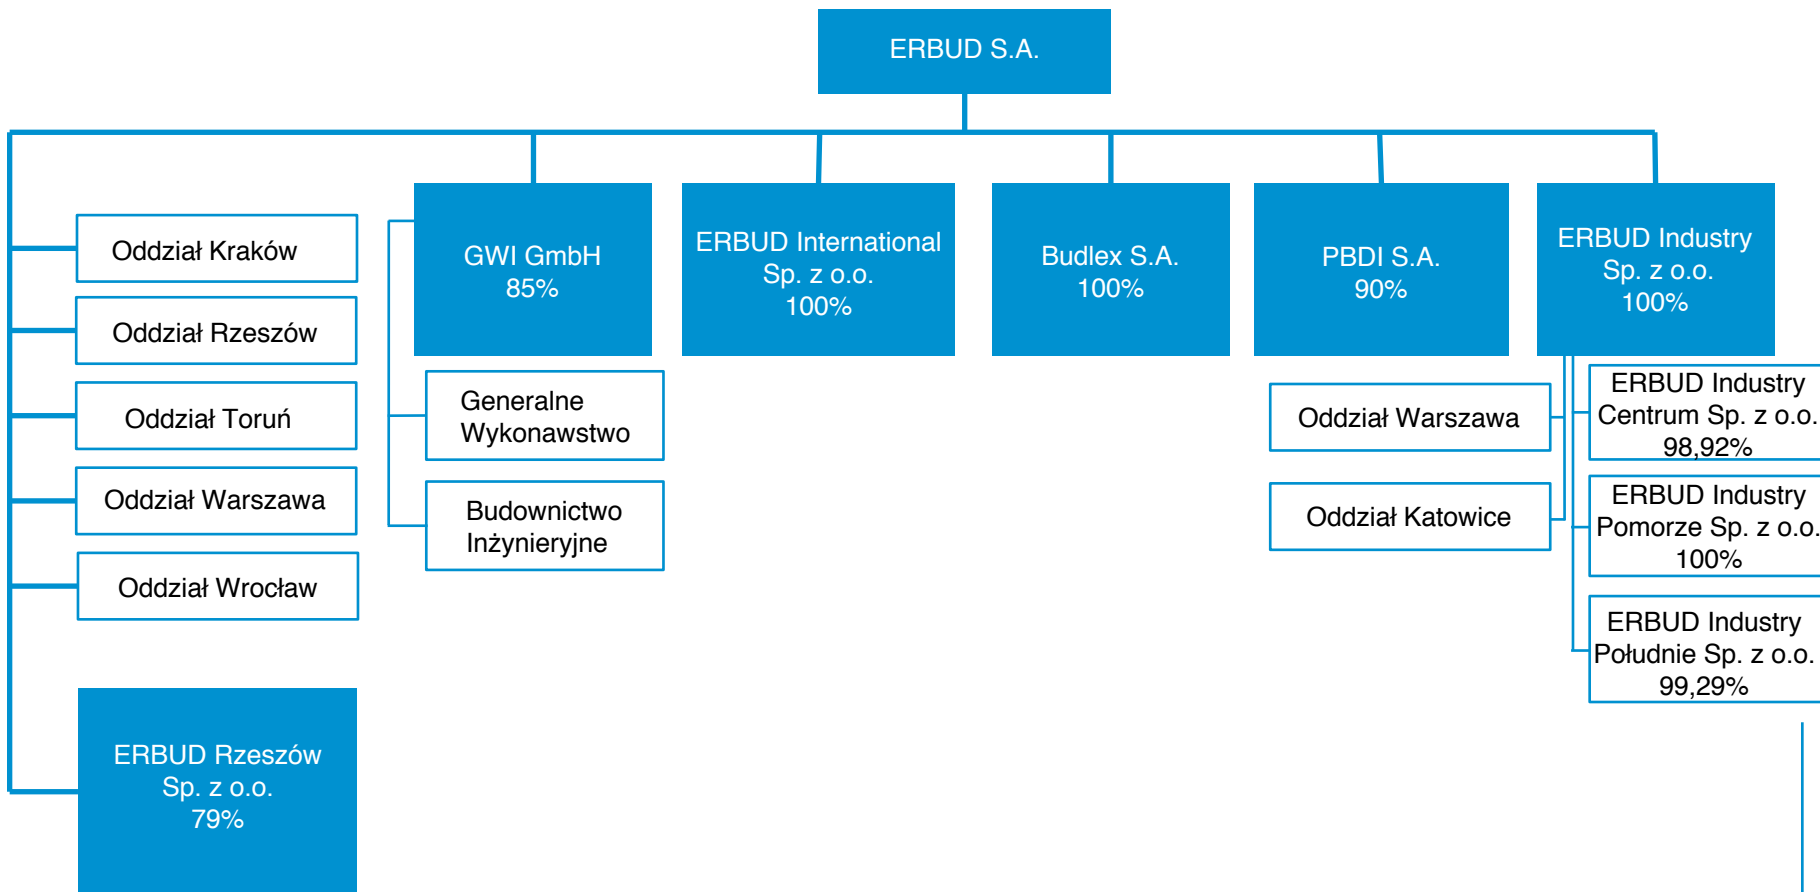 ERBUD S.A.
Oddział Kraków
Oddział Rzeszów
Oddział Toruń
Oddział Warszawa
Oddział Wrocław
ERBUD Rzeszów
Sp. z o.o.
79%
GWI GmbH
85%
Generalne
Wykonawstwo
Budownictwo
Inżynieryjne
ERBUD International
Sp. z o.o.
100%
Budlex S.A.
100%
PBDI S.A.
90%
ERBUD Industry
Sp. z o.o.
100%
Oddział Warszawa
Oddział Katowice
ERBUD Industry
Centrum Sp. z o.o.
98,92%
ERBUD Industry
Pomorze Sp. z o.o.
100%
ERBUD Industry
Południe Sp. z o.o.
99,29%